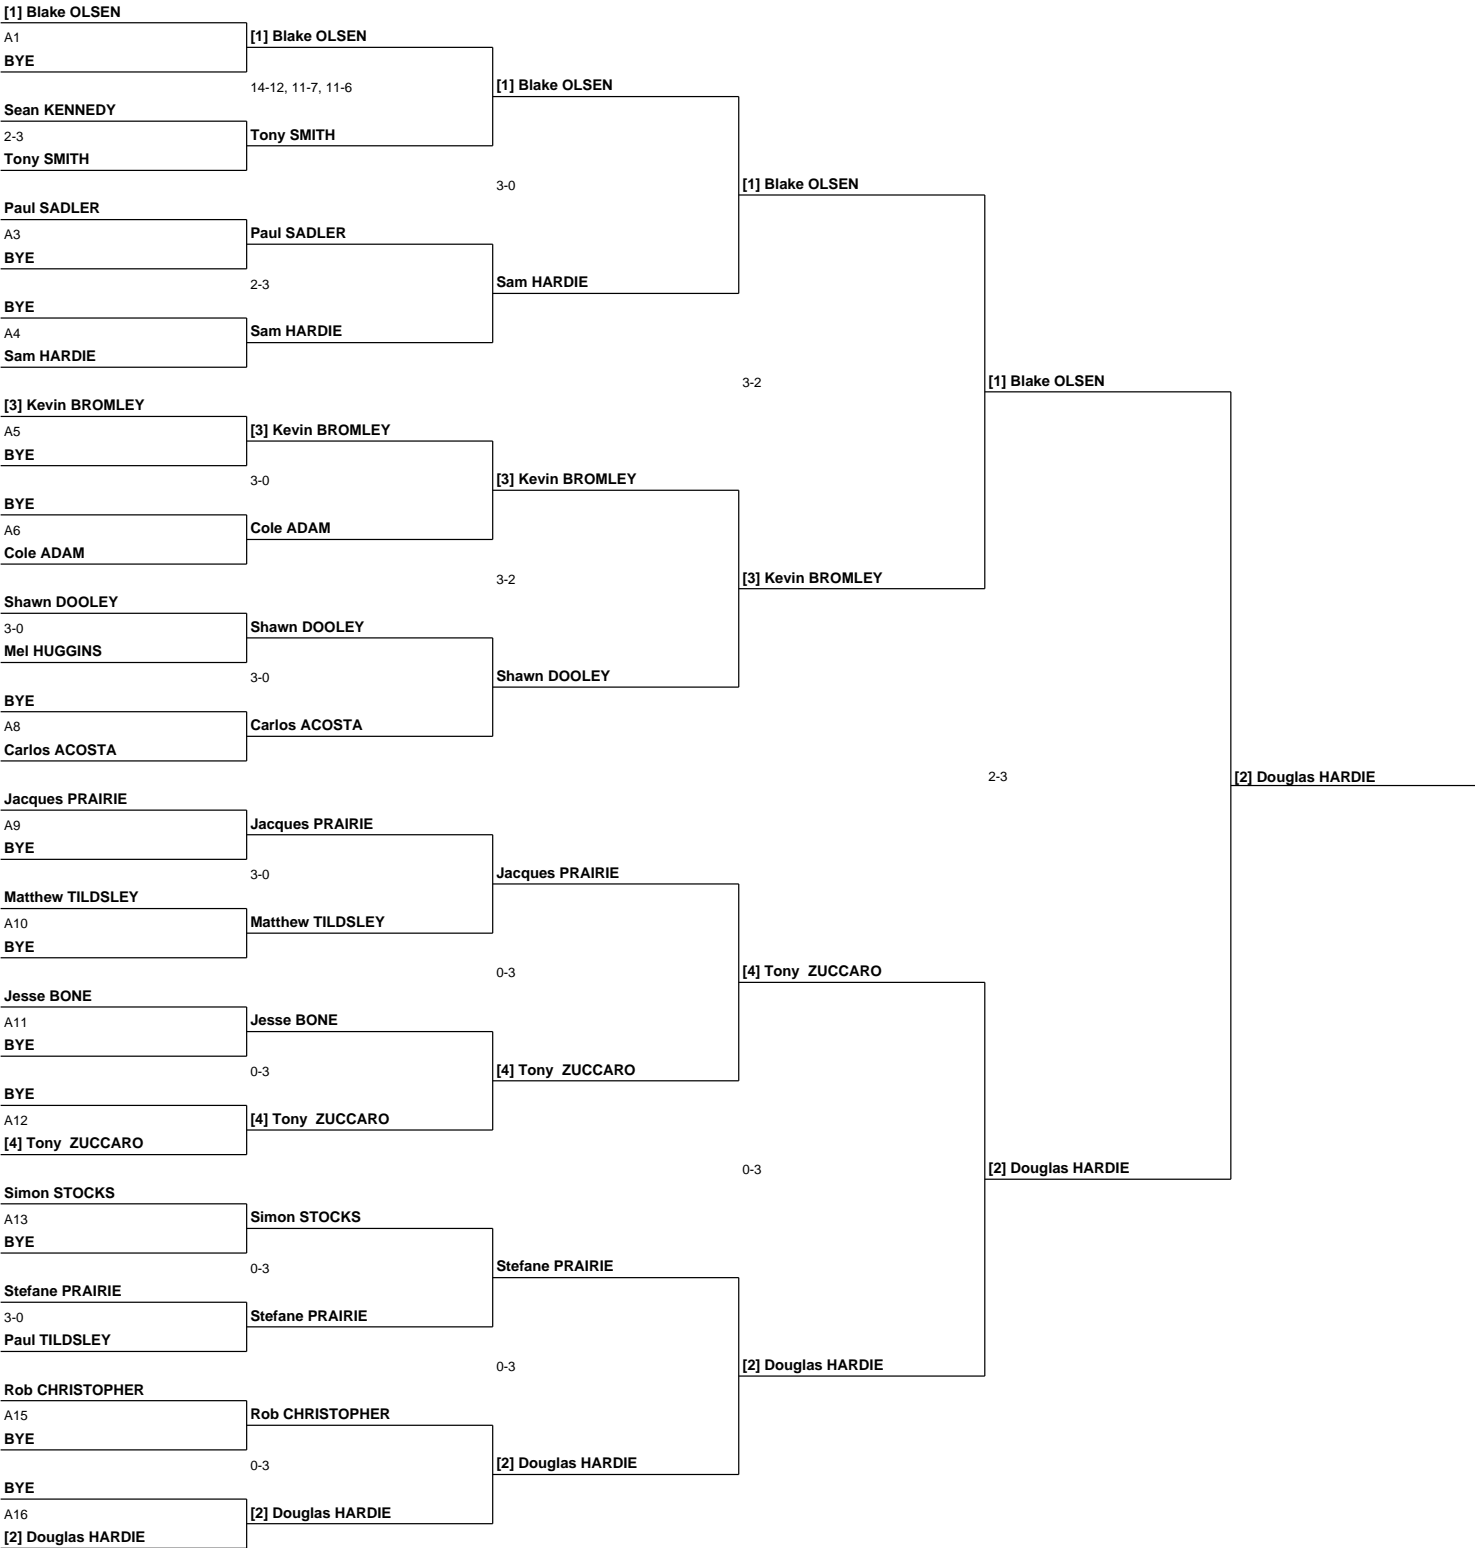 [1] Blake OLSEN
A1
BYE
Sean KENNEDY
2-3
Tony SMITH
Paul SADLER
A3
BYE
BYE
A4
Sam HARDIE
[3] Kevin BROMLEY
A5
BYE
BYE
A6
Cole ADAM
Shawn DOOLEY
3-0
Mel HUGGINS
BYE
A8
Carlos ACOSTA
Jacques PRAIRIE
A9
BYE
Matthew TILDSLEY
A10
BYE
Jesse BONE
A11
BYE
BYE
A12
[4] Tony  ZUCCARO
Simon STOCKS
A13
BYE
Stefane PRAIRIE
3-0
Paul TILDSLEY
Rob CHRISTOPHER
A15
BYE
BYE
A16
[2] Douglas HARDIE
[1] Blake OLSEN
14-12, 11-7, 11-6
Tony SMITH
Paul SADLER
2-3
Sam HARDIE
[3] Kevin BROMLEY
3-0
Cole ADAM
Shawn DOOLEY
3-0
Carlos ACOSTA
Jacques PRAIRIE
3-0
Matthew TILDSLEY
Jesse BONE
0-3
[4] Tony  ZUCCARO
Simon STOCKS
0-3
Stefane PRAIRIE
Rob CHRISTOPHER
0-3
[2] Douglas HARDIE
[1] Blake OLSEN
3-0
Sam HARDIE
[3] Kevin BROMLEY
3-2
Shawn DOOLEY
Jacques PRAIRIE
0-3
[4] Tony  ZUCCARO
Stefane PRAIRIE
0-3
[2] Douglas HARDIE
[1] Blake OLSEN
3-2
[3] Kevin BROMLEY
[4] Tony  ZUCCARO
0-3
[2] Douglas HARDIE
[1] Blake OLSEN
2-3
[2] Douglas HARDIE
[2] Douglas HARDIE